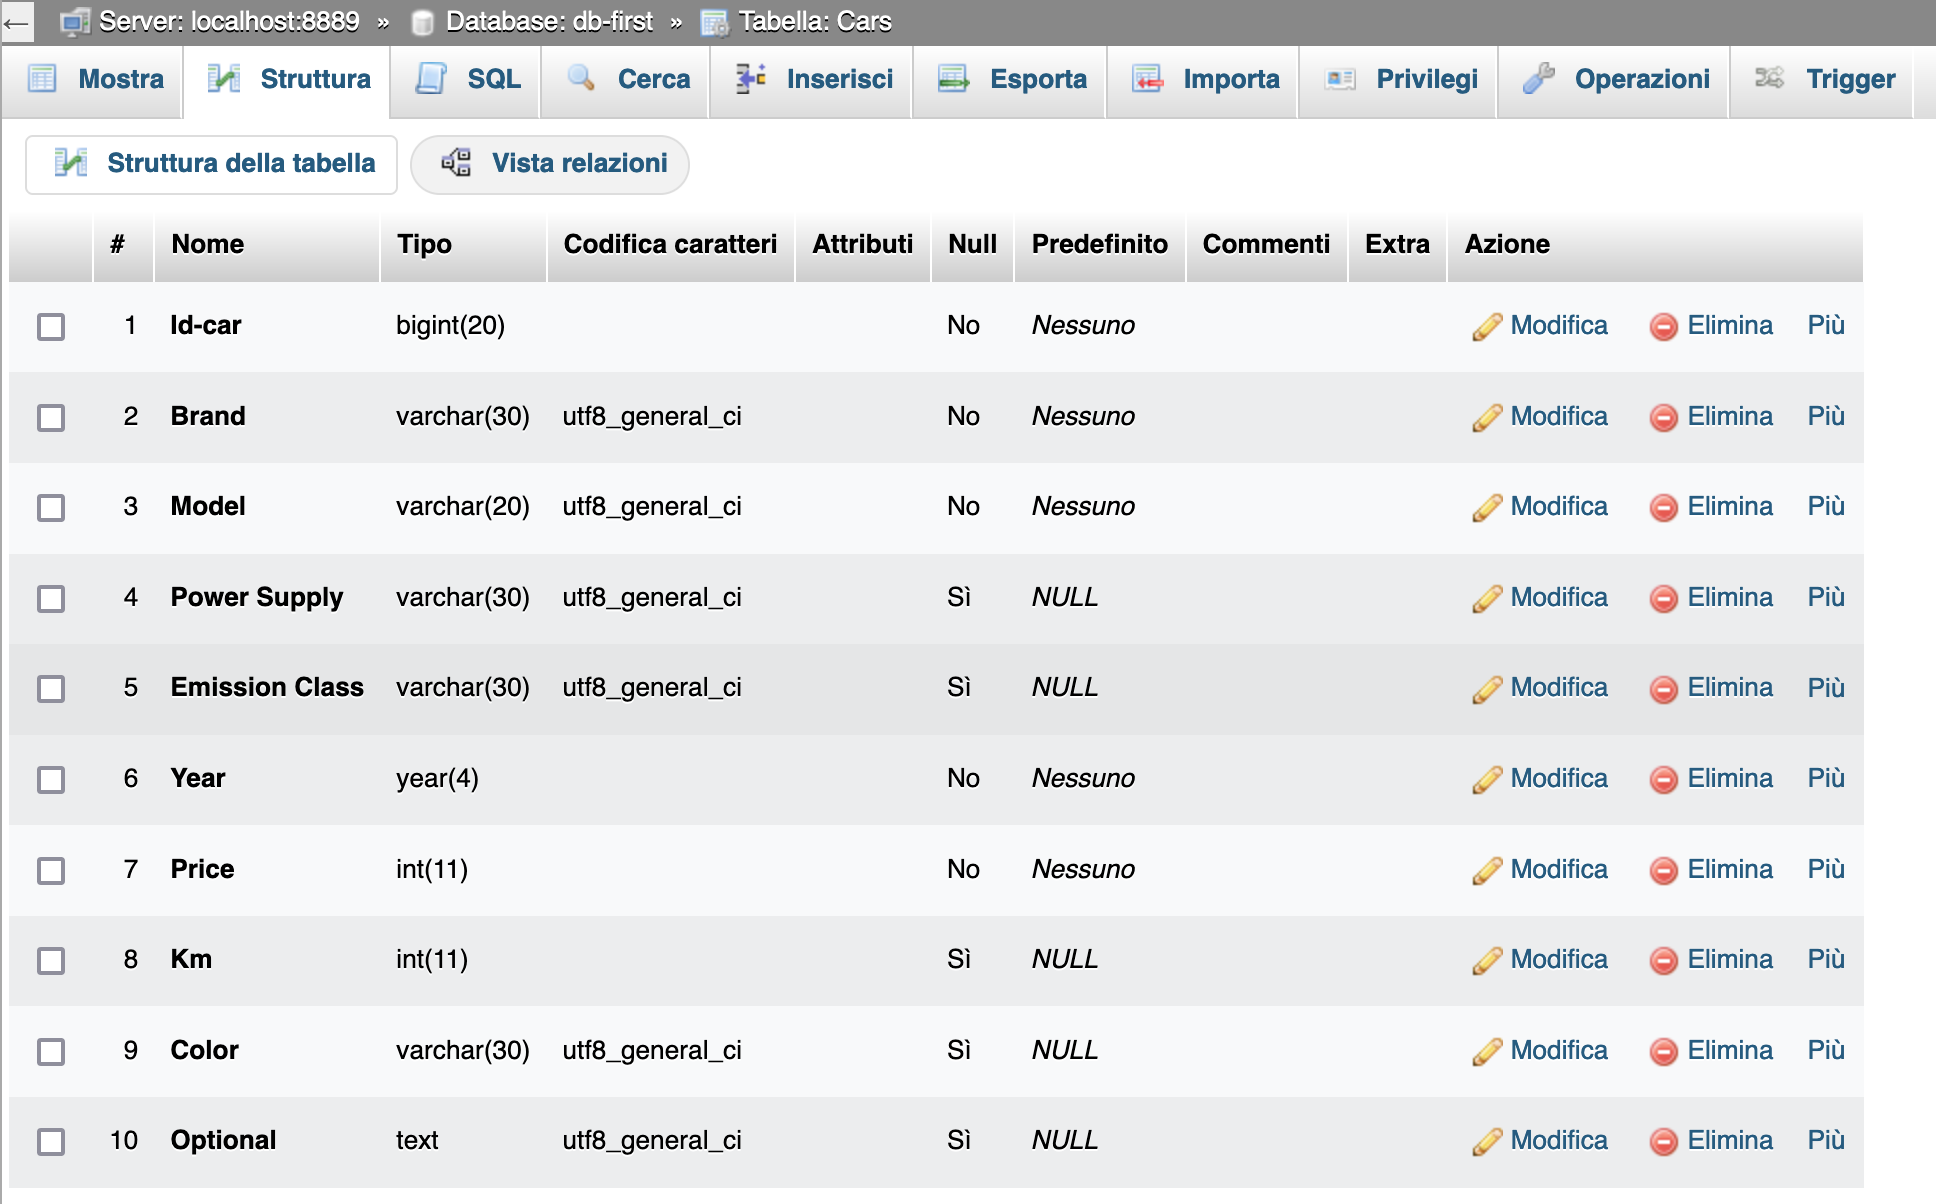 ← Server: localhost:8889 » Database: db-first » Tabella: Cars
Mostra Struttura SQL Cerca Inserisci Esporta Importa Privilegi Operazioni Trigger
Struttura della tabella Vista relazioni
# Nome Tipo Codifica caratteri Attributi Null Predefinito Commenti Extra Azione
1 Id-car bigint(20) No Nessuno Modifica Elimina Più
2 Brand varchar(30) utf8_general_ci No Nessuno Modifica Elimina Più
3 Model varchar(20) utf8_general_ci No Nessuno Modifica Elimina Più
4 Power Supply varchar(30) utf8_general_ci Sì NULL Modifica Elimina Più
5 Emission Class varchar(30) utf8_general_ci Sì NULL Modifica Elimina Più
6 Year year(4) No Nessuno Modifica Elimina Più
7 Price int(11) No Nessuno Modifica Elimina Più
8 Km int(11) Sì NULL Modifica Elimina Più
9 Color varchar(30) utf8_general_ci Sì NULL Modifica Elimina Più
10 Optional text utf8_general_ci Sì NULL Modifica Elimina Più